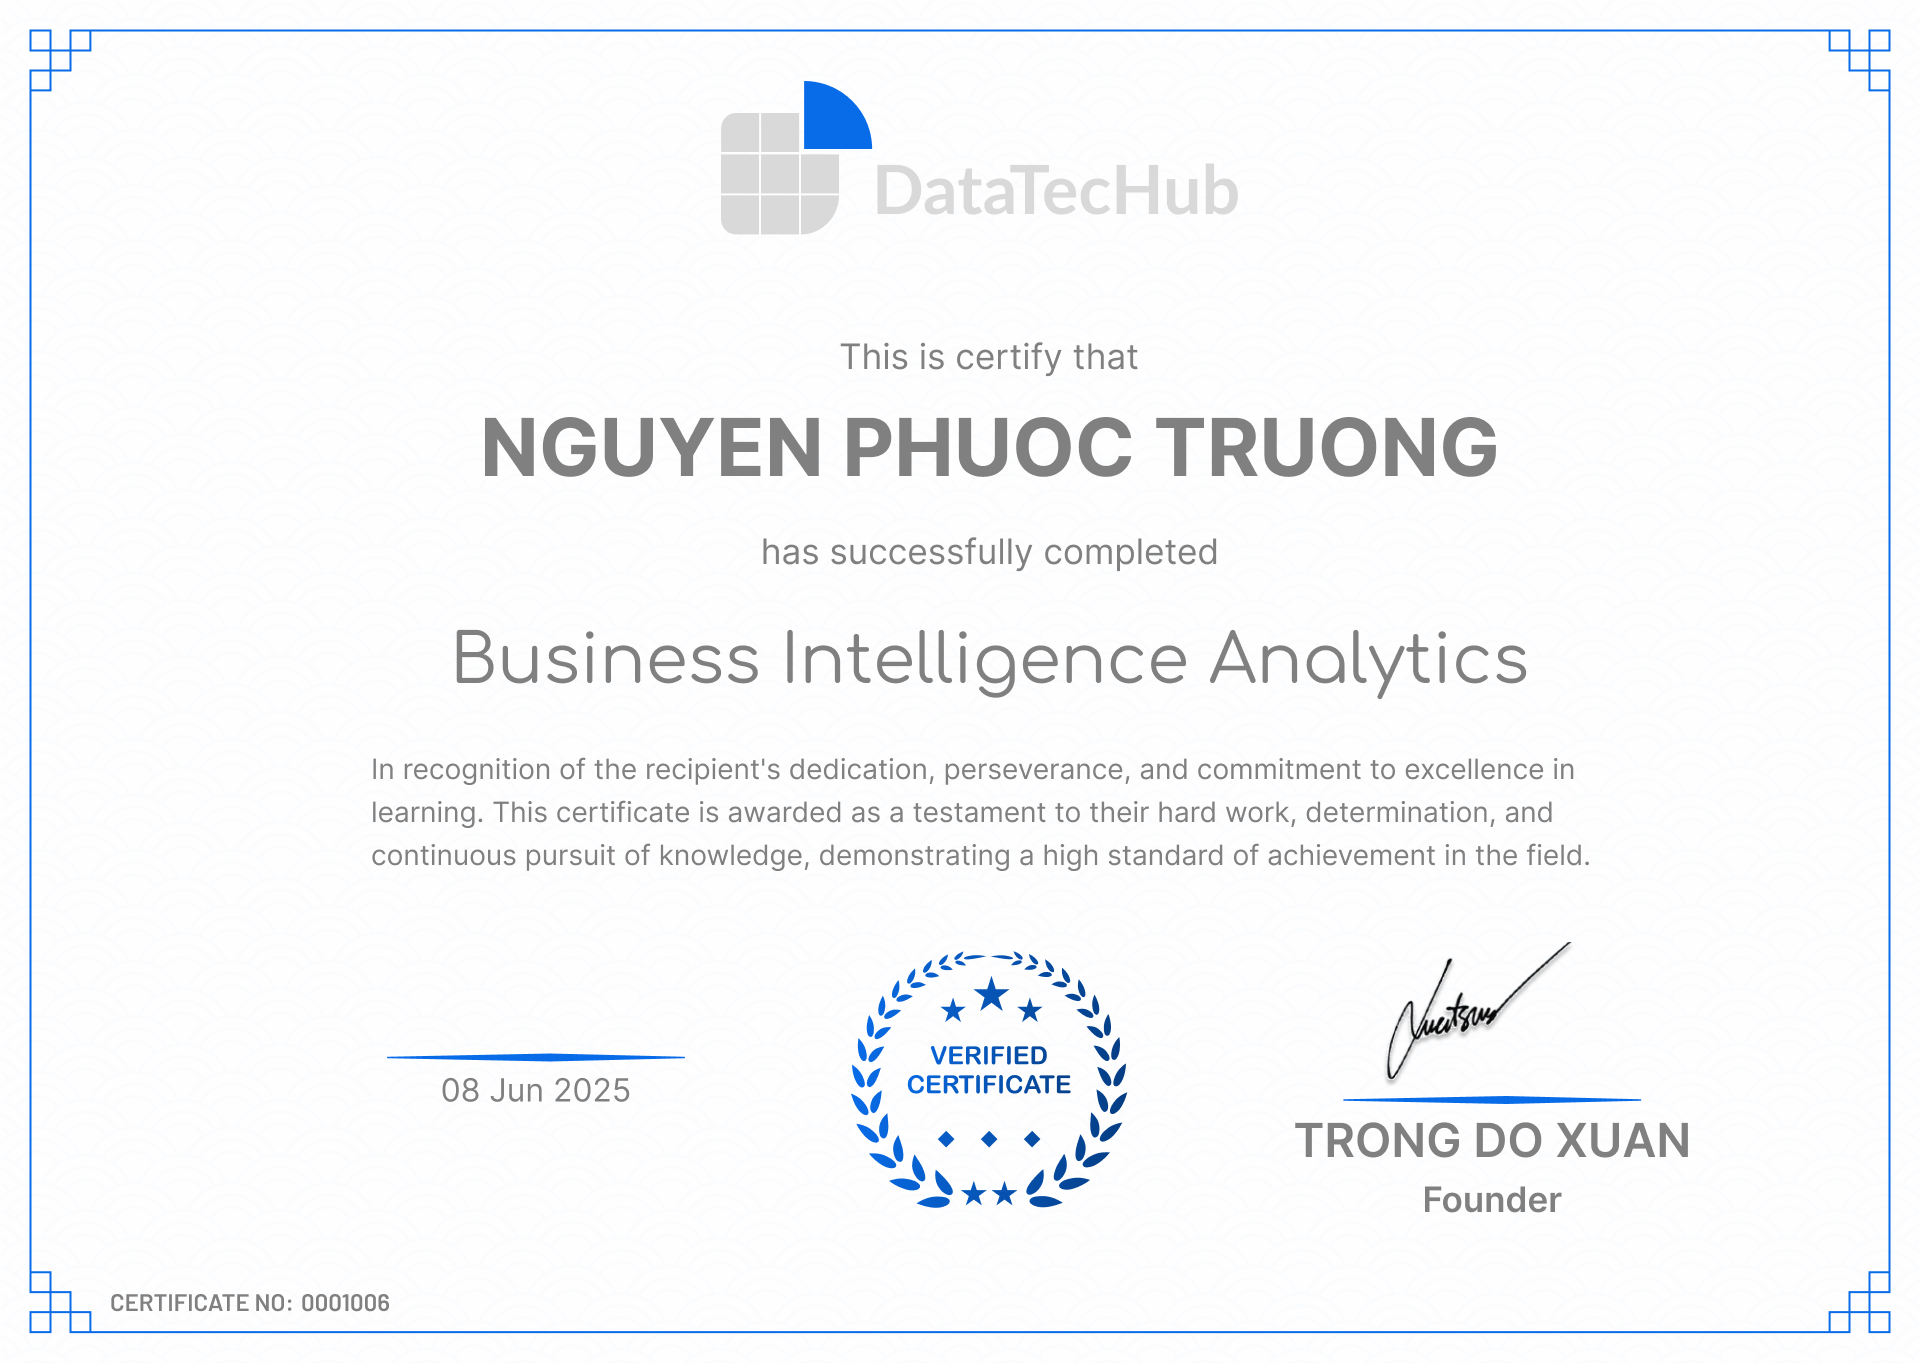 DataTecHub
This is certify that
NGUYEN PHUOC TRUONG
has successfully completed
Business Intelligence Analytics
In recognition of the recipient's dedication, perseverance, and commitment to excellence in
learning. This certificate is awarded as a testament to their hard work, determination, and
continuous pursuit of knowledge, demonstrating a high standard of achievement in the field.
08 Jun 2025
VERIFIED
CERTIFICATE
TRONG DO XUAN
Founder
CERTIFICATE NO: 0001006